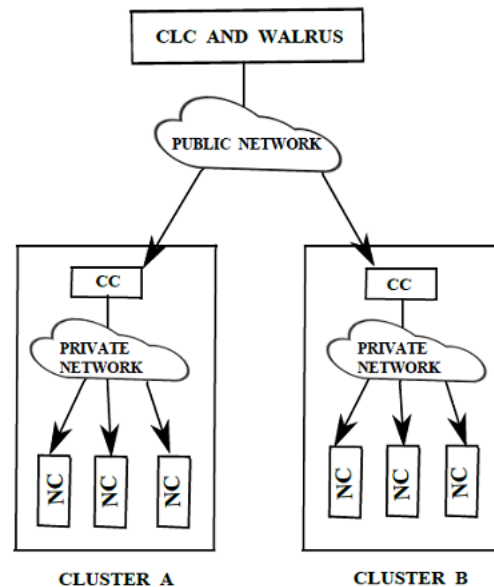 CLC AND WALRUS
PUBLIC NETWORK
CC
PRIVATE
NETWORK
NC
NC
NC
CLUSTER A
CC
PRIVATE
NETWORK
NC
NC
NC
CLUSTER B